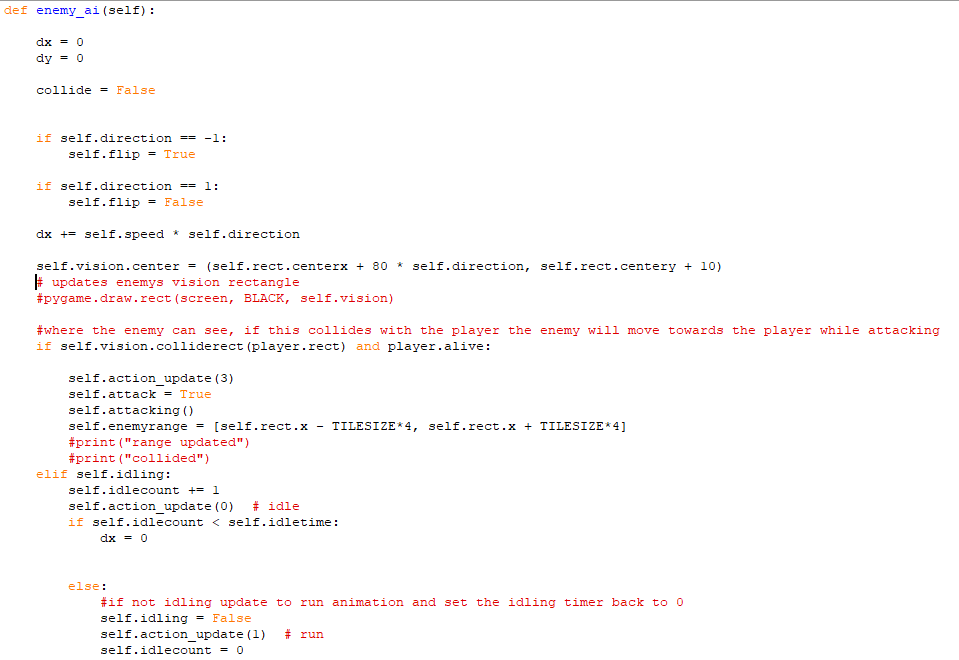 def enemy_ai(self):
    dx = 0
    dy = 0
    collide = False
    if self.direction == -1:
        self.flip = True
    if self.direction == 1:
        self.flip = False
    dx += self.speed * self.direction
    self.vision.center = (self.rect.centerx + 80 * self.direction, self.rect.centery + 10)
    # updates enemys vision rectangle
    #pygame.draw.rect(screen, BLACK, self.vision)
    #where the enemy can see, if this collides with the player the enemy will move towards the player while attacking
    if self.vision.colliderect(player.rect) and player.alive:
        self.action_update(3)
        self.attack = True
        self.attacking()
        self.enemyrange = [self.rect.x - TILESIZE*4, self.rect.x + TILESIZE*4]
        #print("range updated")
        #print("collided")
    elif self.idling:
        self.idlecount += 1
        self.action_update(0)  # idle
        if self.idlecount < self.idletime:
            dx = 0
        else:
            #if not idling update to run animation and set the idling timer back to 0
            self.idling = False
            self.action_update(1)  # run
            self.idlecount = 0